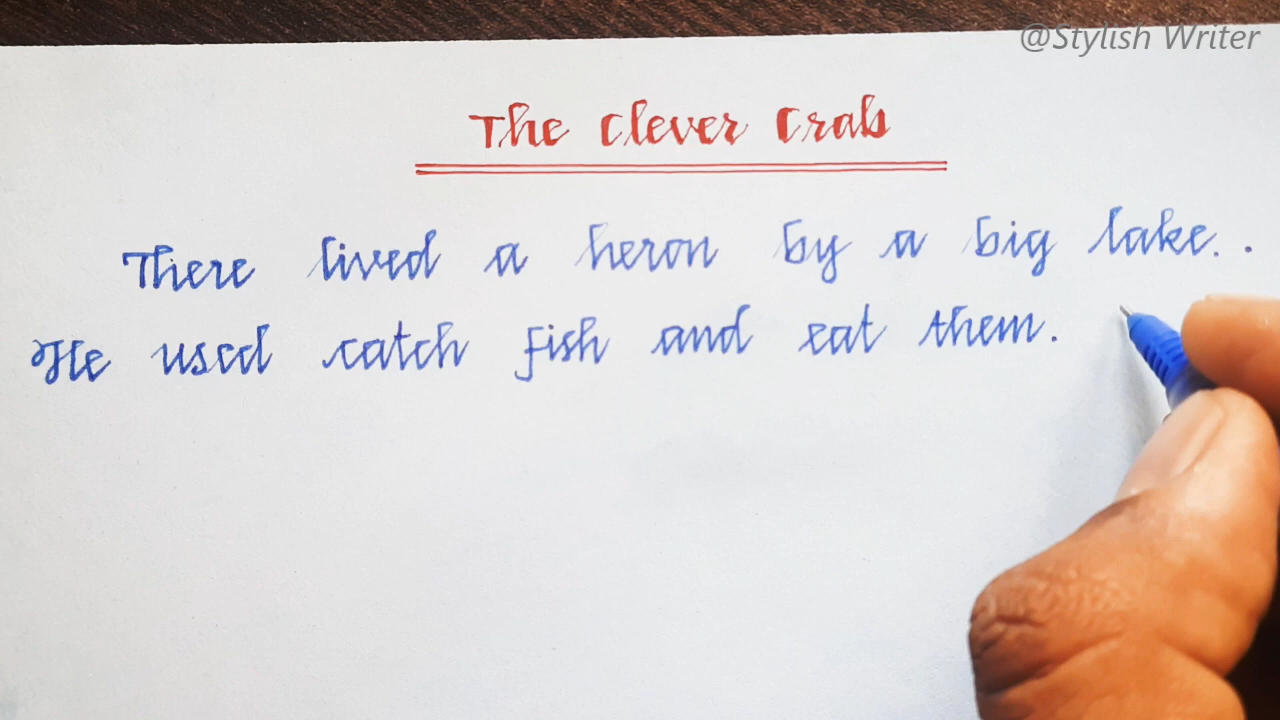 @Stylish Writer
The Clever Crab
There lived a heron by a big lake. .
He used catch fish and eat them.